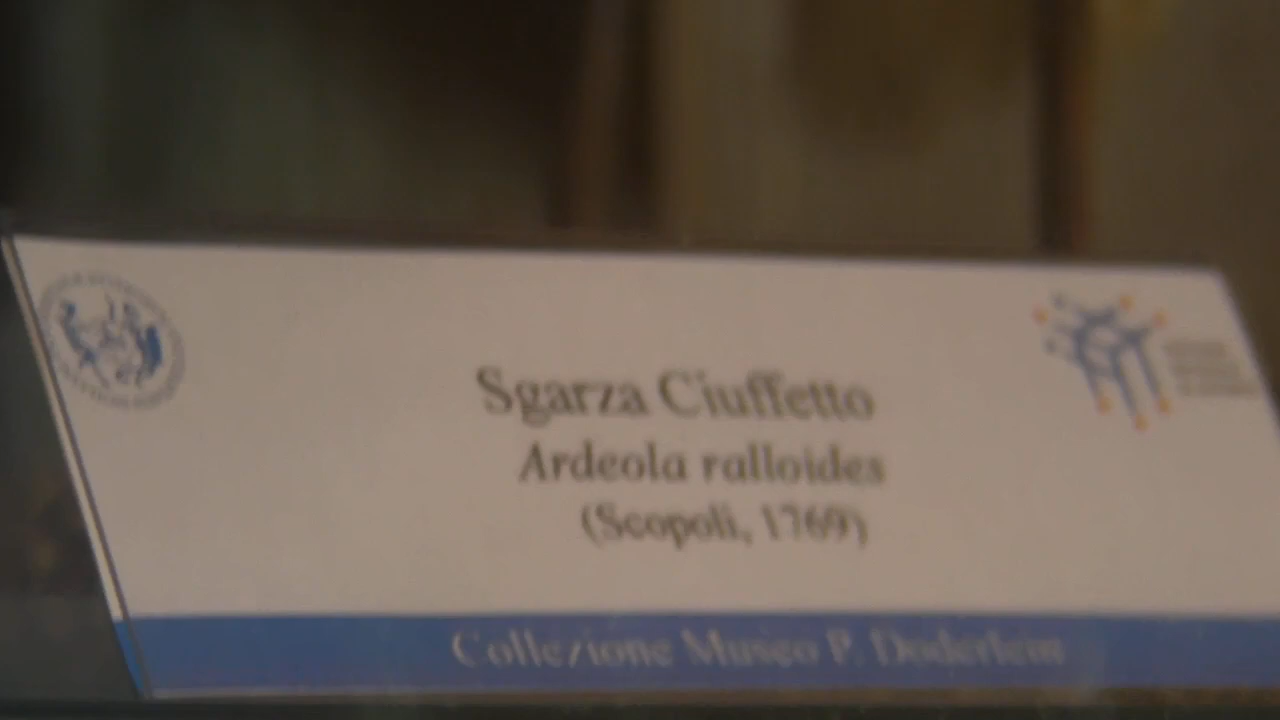 Sgarza Ciuffetto
Ardeola ralloides
(Scopoli, 1769)
Collezione Museo P. Doderlein